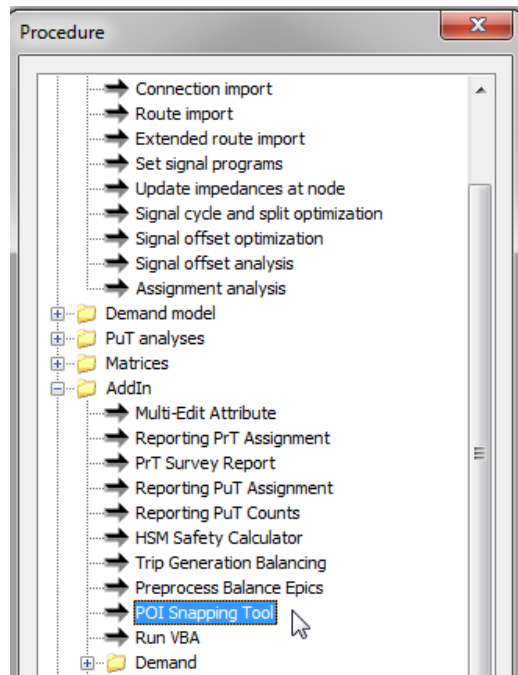 Procedure
Connection import
Route import
Extended route import
Set signal programs
Update impedances at node
Signal cycle and split optimization
Signal offset optimization
Signal offset analysis
Assignment analysis
Demand model
PuT analyses
Matrices
AddIn
Multi-Edit Attribute
Reporting PrT Assignment
PrT Survey Report
Reporting PuT Assignment
Reporting PuT Counts
HSM Safety Calculator
Trip Generation Balancing
Preprocess Balance Epics
POI Snapping Tool
Run VBA
Demand